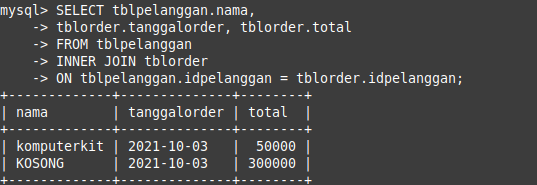 mysql> SELECT tblpelanggan.nama,
    -> tblorder.tanggalorder, tblorder.total
    -> FROM tblpelanggan
    -> INNER JOIN tblorder
    -> ON tblpelanggan.idpelanggan = tblorder.idpelanggan;
+-------------+--------------+--------+
| nama        | tanggalorder | total  |
+-------------+--------------+--------+
| komputerkit | 2021-10-03   |  50000 |
| KOSONG      | 2021-10-03   | 300000 |
+-------------+--------------+--------+